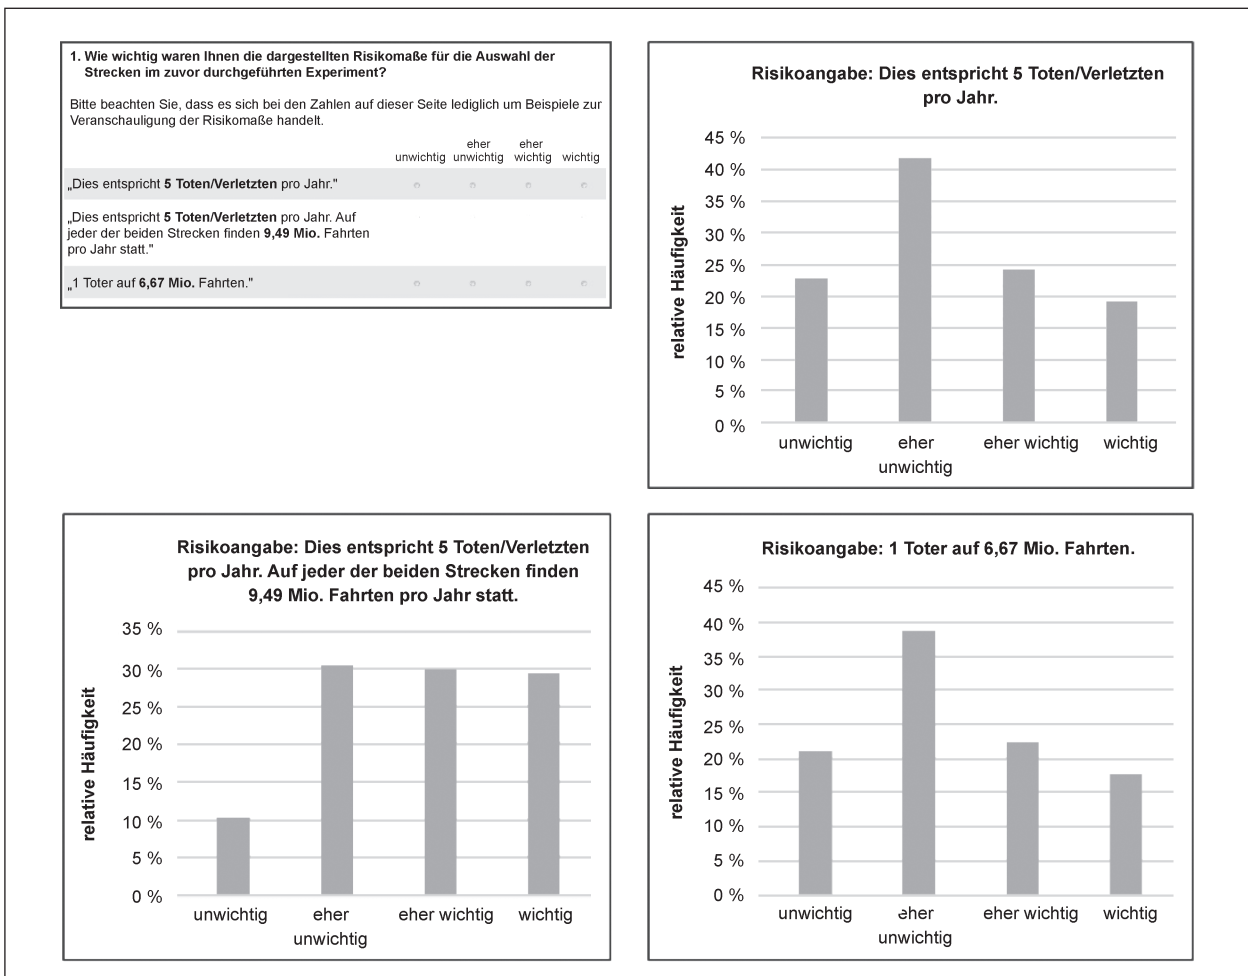 1. Wie wichtig waren Ihnen die dargestellten Risikomaße für die Auswahl der
Strecken im zuvor durchgeführten Experiment?
Bitte beachten Sie, dass es sich bei den Zahlen auf dieser Seite lediglich um Beispiele zur
Veranschauligung der Risikomaße handelt.
unwichtig eher unwichtig eher wichtig wichtig
„Dies entspricht 5 Toten/Verletzten pro Jahr."
„Dies entspricht 5 Toten/Verletzten pro Jahr. Auf
jeder der beiden Strecken finden 9,49 Mio. Fahrten
pro Jahr statt."
„1 Toter auf 6,67 Mio. Fahrten."
Risikoangabe: Dies entspricht 5 Toten/Verletzten
pro Jahr.
relative Häufigkeit
45 %
40 %
35 %
30 %
25 %
20 %
15 %
10 %
5 %
0 %
unwichtig eher unwichtig eher wichtig wichtig
Risikoangabe: Dies entspricht 5 Toten/Verletzten
pro Jahr. Auf jeder der beiden Strecken finden
9,49 Mio. Fahrten pro Jahr statt.
relative Häufigkeit
35 %
30 %
25 %
20 %
15 %
10 %
5 %
0 %
unwichtig eher unwichtig eher wichtig wichtig
Risikoangabe: 1 Toter auf 6,67 Mio. Fahrten.
relative Häufigkeit
45 %
40 %
35 %
30 %
25 %
20 %
15 %
10 %
5 %
0 %
unwichtig eher unwichtig eher wichtig wichtig